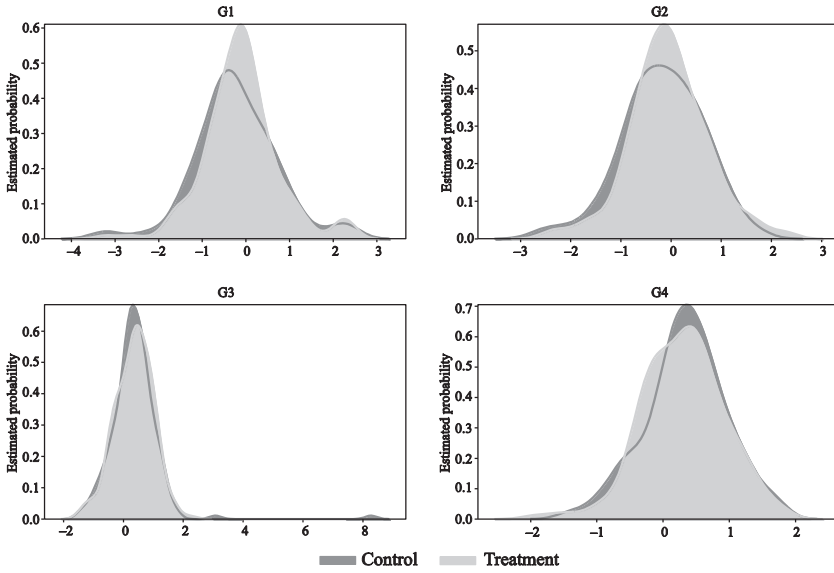 G1
G2
Estimated probability
0.6
0.5
0.4
0.3
0.2
0.1
0.0
−4 −3 −2 −1 0 1 2 3
Estimated probability
0.5
0.4
0.3
0.2
0.1
0.0
−3 −2 −1 0 1 2 3
G3
G4
Estimated probability
0.6
0.5
0.4
0.3
0.2
0.1
0.0
−2 0 2 4 6 8
Estimated probability
0.7
0.6
0.5
0.4
0.3
0.2
0.1
0.0
−2 −1 0 1 2
Control Treatment